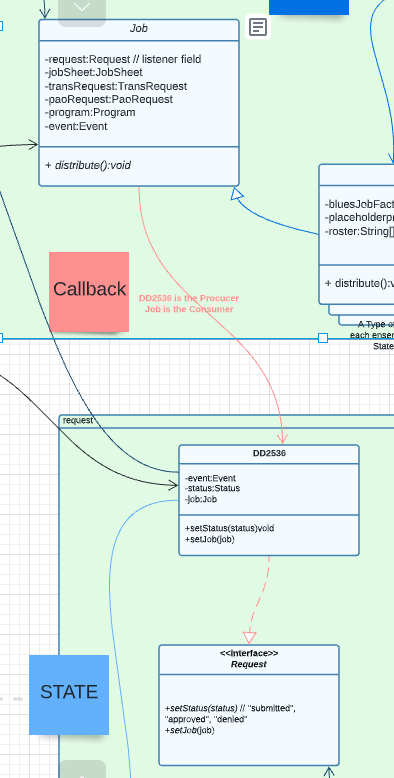 Job
-request:Request // listener field
-jobSheet:JobSheet
-transRequest:TransRequest
-paoRequest:PaoRequest
-program:Program
-event:Event
+ distribute():void
-bluesJobFact
-placeholderpr
-roster:String[]
+ distribute():v
Callback
DD2536 is the Procucer
Job is the Consumer
A Type of
each ense
State
request
DD2536
-event:Event
-status:Status
-job:Job
+setStatus(status)void
+setJob(job)
<<interface>>
Request
STATE
+setStatus(status) // "submitted",
"approved", "denied"
+setJob(job)